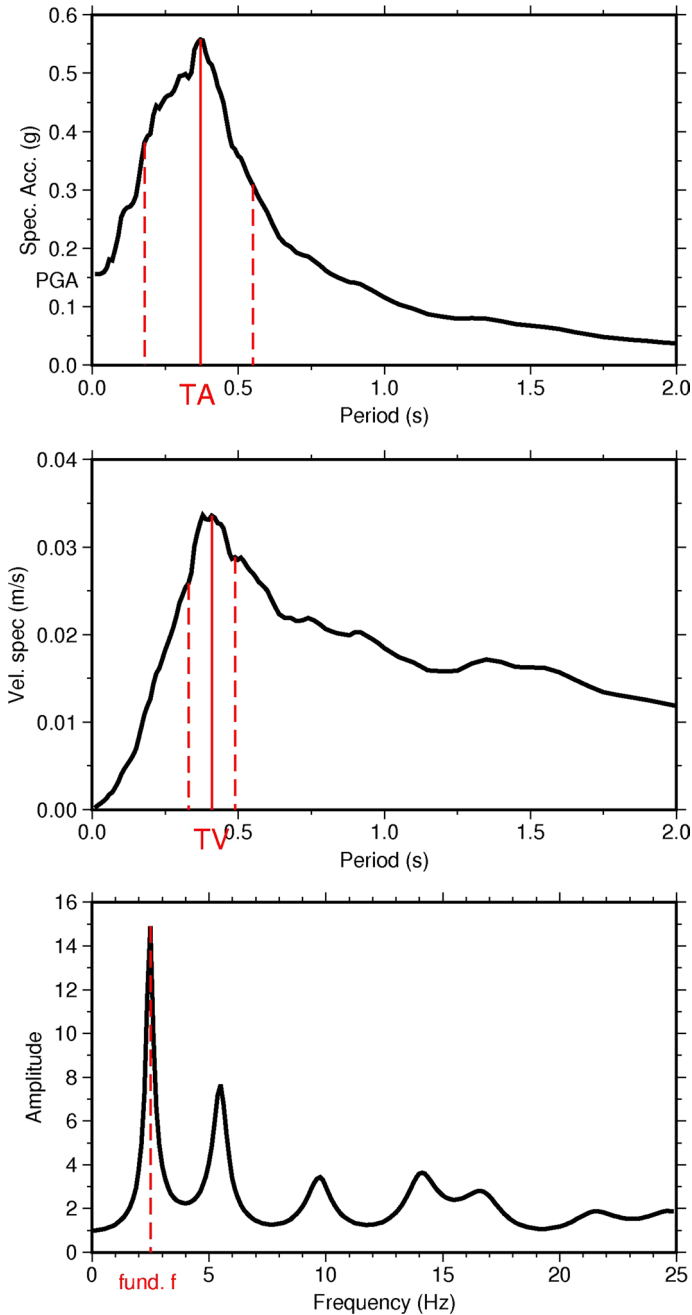 0.6
0.5
0.4
0.3
0.2
PGA
0.1
0.0
Spec. Acc. (g)
0.0 0.5 1.0 1.5 2.0
TA
Period (s)
0.04
0.03
0.02
0.01
0.00
Vel. spec (m/s)
0.0 0.5 1.0 1.5 2.0
TV
Period (s)
16
14
12
10
8
6
4
2
0
Amplitude
0 5 10 15 20 25
fund. f
Frequency (Hz)